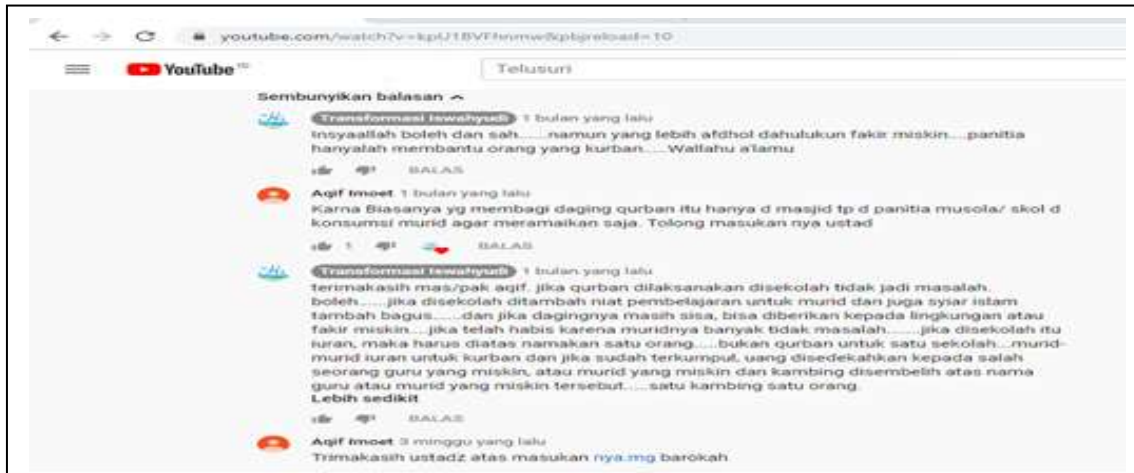 youtube.com/watch?v=
YouTube ID
Telusuri
Sembunyikan balasan
Transformasi Iswahyudi 1 bulan yang lalu
Insyaallah boleh dan sah......namun yang lebih afdhol dahulukun fakir miskin....panitia
hanyalah membantu orang yang kurban.....Wallahu a'lamu
BALAS
Aqif Imoet 1 bulan yang lalu
Karna Biasanya yg membagi daging qurban itu hanya d masjid tp d panitia musola/ skol d
konsumsi murid agar meramaikan saja. Tolong masukan nya ustad
1 BALAS
Transformasi Iswahyudi 1 bulan yang lalu
terimakasih mas/pak aqif. jika qurban dilaksanakan disekolah tidak jadi masalah.
boleh......jika disekolah ditambah niat pembelajaran untuk murid dan juga syiar islam
tambah bagus......dan jika dagingnya masih sisa, bisa diberikan kepada lingkungan atau
fakir miskin....jika telah habis karena muridnya banyak tidak masalah........jika disekolah itu
iuran, maka harus diatas namakan satu orang.....bukan qurban untuk satu sekolah...murid-
murid iuran untuk kurban dan jika sudah terkumpul, uang disedekahkan kepada salah
seorang guru yang miskin, atau murid yang miskin dan kambing disembelih atas nama
guru atau murid yang miskin tersebut.....satu kambing satu orang.
Lebih sedikit
BALAS
Aqif Imoet 3 minggu yang lalu
Trimakasih ustadz atas masukan nya.mg barokah